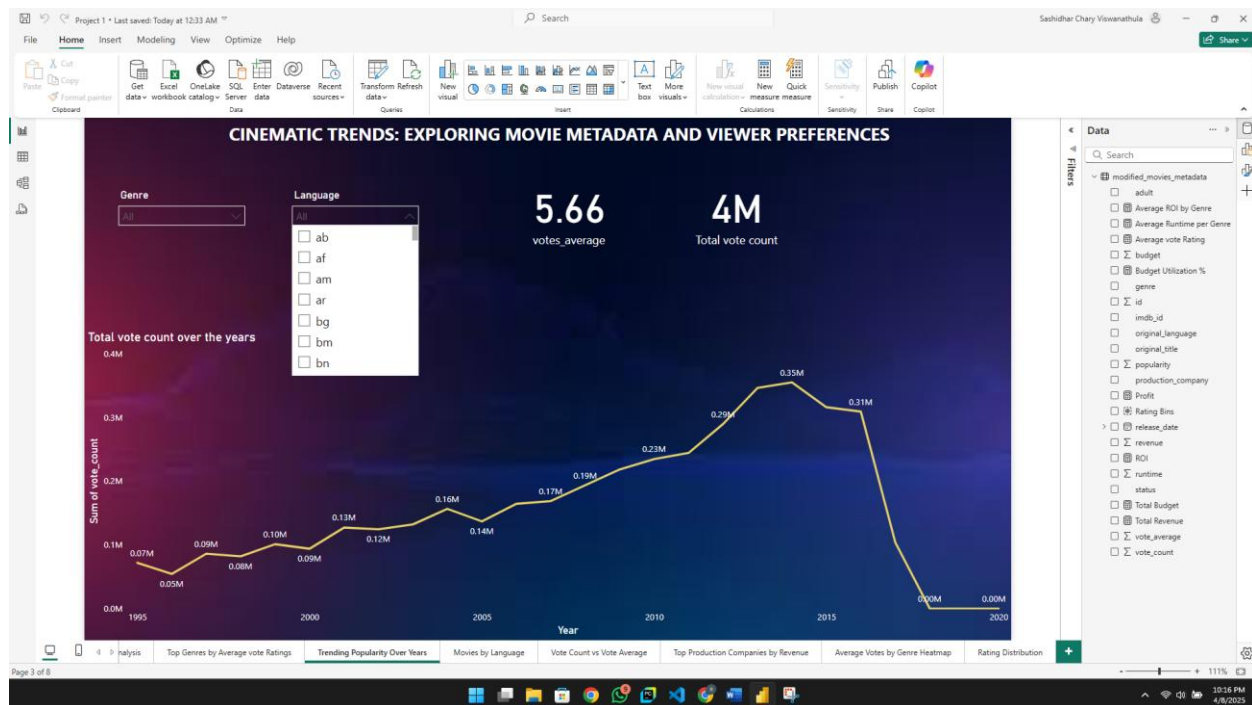 Project 1 • Last saved: Today at 12:33 AM
Search
Sashidhar Chary Viswanathula
File Home Insert Modeling View Optimize Help
Share
Paste
Cut
Copy
Format painter
Clipboard
Get data
Excel workbook
OneLake catalog
SQL Server
Enter data
Dataverse
Recent sources
Data
Transform data
Refresh
Queries
New visual
Text box
More visuals
Insert
New visual calculation
New measure
Quick measure
Calculations
Sensitivity
Sensitivity
Publish
Share
Copilot
Copilot
CINEMATIC TRENDS: EXPLORING MOVIE METADATA AND VIEWER PREFERENCES
Genre
All
Language
All
ab
af
am
ar
bg
bm
bn
5.66
votes_average
4M
Total vote count
Total vote count over the years
Sum of vote_count
0.4M
0.3M
0.2M
0.1M
0.0M
0.07M
0.05M
0.09M
0.08M
0.10M
0.09M
0.13M
0.12M
0.16M
0.14M
0.17M
0.19M
0.23M
0.29M
0.35M
0.31M
0.00M
0.00M
1995 2000 2005 2010 2015 2020
Year
Filters
Data
Search
modified_movies_metadata
adult
Average ROI by Genre
Average Runtime per Genre
Average vote Rating
budget
Budget Utilization %
genre
id
imdb_id
original_language
original_title
popularity
production_company
Profit
Rating Bins
release_date
revenue
ROI
runtime
status
Total Budget
Total Revenue
vote_average
vote_count
nalysis
Top Genres by Average vote Ratings
Trending Popularity Over Years
Movies by Language
Vote Count vs Vote Average
Top Production Companies by Revenue
Average Votes by Genre Heatmap
Rating Distribution
Page 3 of 8
111%
10:16 PM
4/8/2025